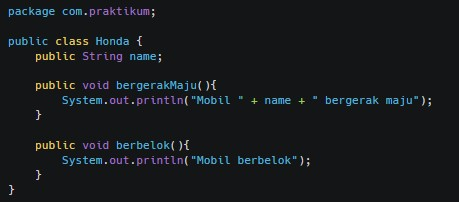 package com.praktikum;
public class Honda {
public String name;
public void bergerakMaju(){
System.out.println("Mobil " + name + " bergerak maju");
}
public void berbelok(){
System.out.println("Mobil berbelok");
}
}